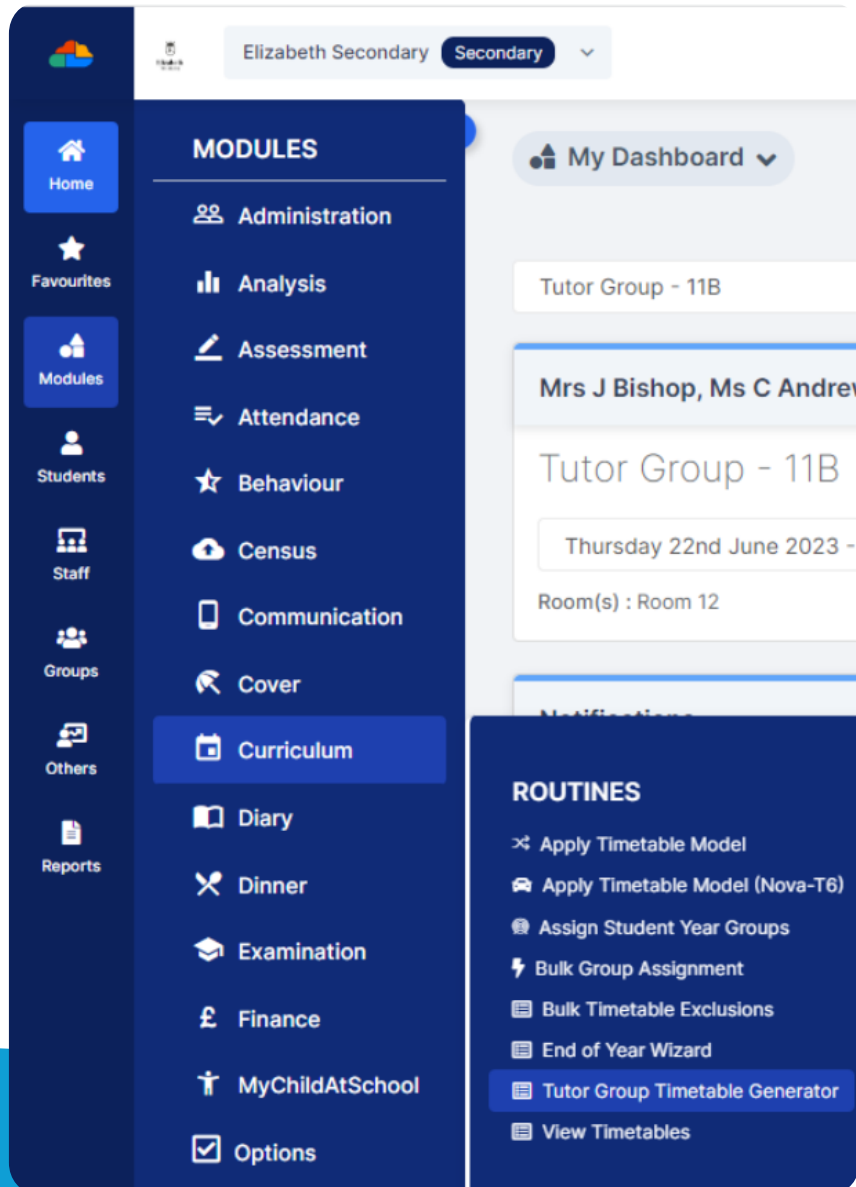 Elizabeth Secondary Secondary
Home
Favourites
Modules
Students
Staff
Groups
Others
Reports
MODULES
Administration
Analysis
Assessment
Attendance
Behaviour
Census
Communication
Cover
Curriculum
Diary
Dinner
Examination
£ Finance
MyChildAtSchool
Options
My Dashboard
Tutor Group - 11B
Mrs J Bishop, Ms C Andrew
Tutor Group - 11B
Thursday 22nd June 2023 -
Room(s) : Room 12
Notifications
ROUTINES
Apply Timetable Model
Apply Timetable Model (Nova-T6)
Assign Student Year Groups
Bulk Group Assignment
Bulk Timetable Exclusions
End of Year Wizard
Tutor Group Timetable Generator
View Timetables